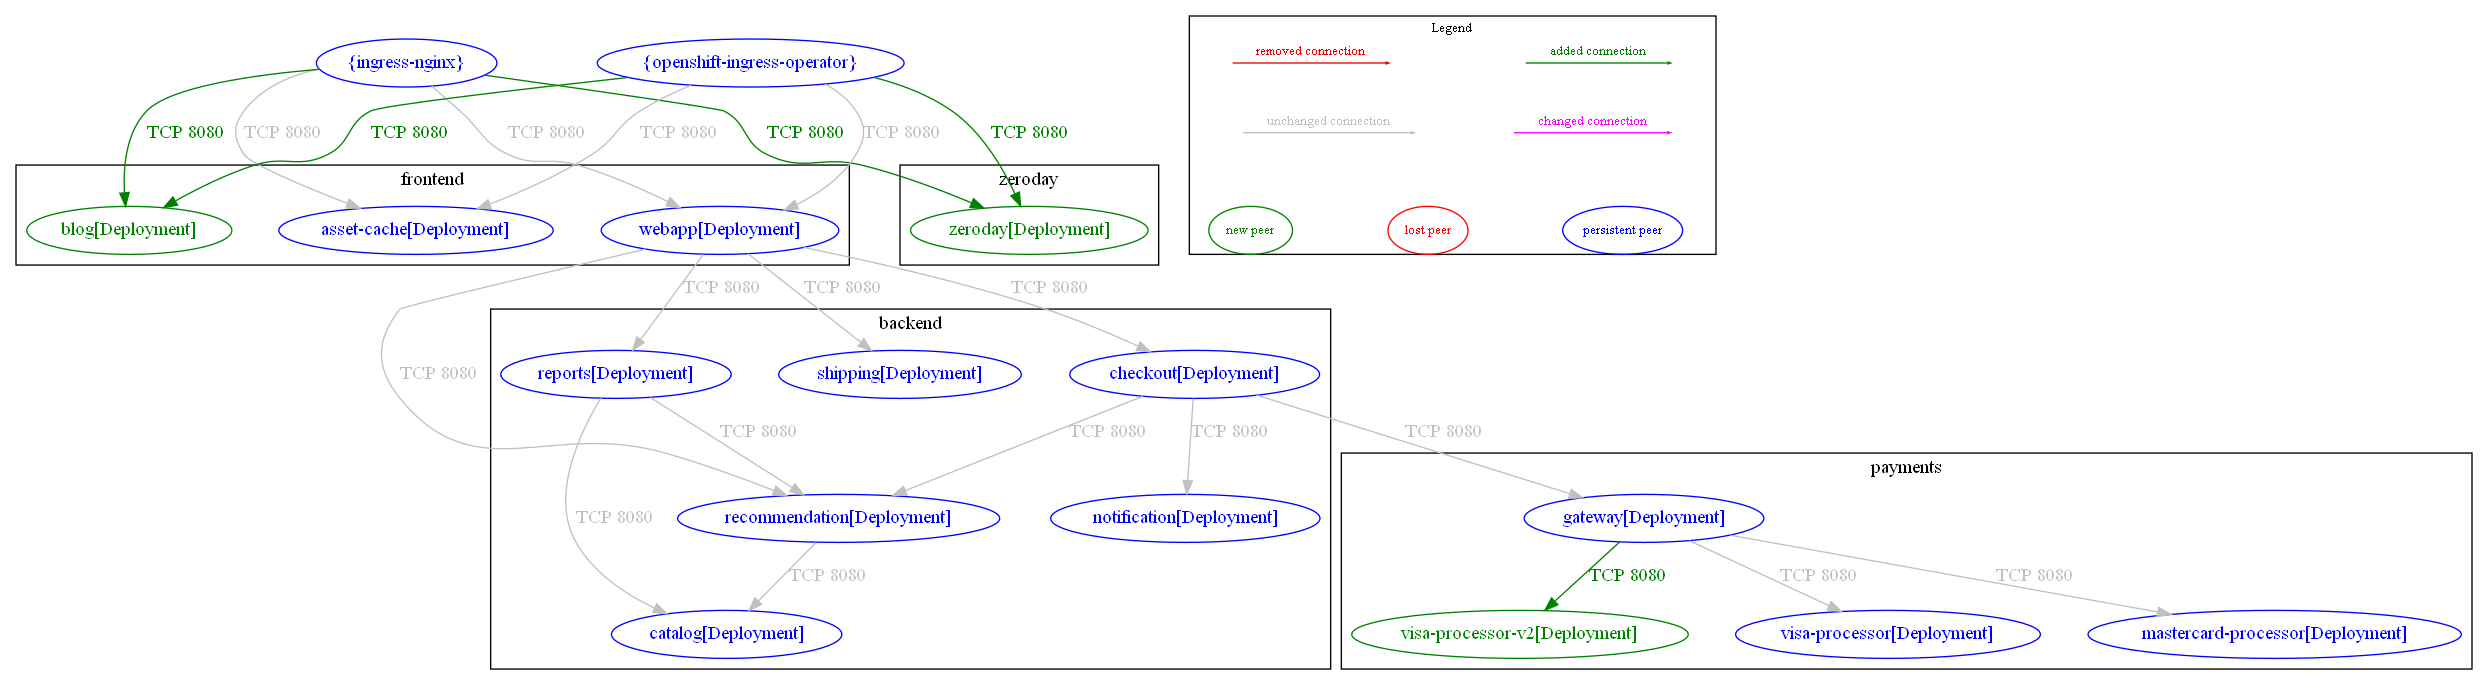 Legend
removed connection
added connection
{ingress-nginx}
{openshift-ingress-operator}
unchanged connection
changed connection
TCP 8080
TCP 8080
TCP 8080
TCP 8080
TCP 8080
TCP 8080
TCP 8080
TCP 8080
frontend
zeroday
blog[Deployment]
asset-cache[Deployment]
webapp[Deployment]
zeroday[Deployment]
new peer
lost peer
persistent peer
TCP 8080
TCP 8080
TCP 8080
backend
TCP 8080
reports[Deployment]
shipping[Deployment]
checkout[Deployment]
TCP 8080
TCP 8080
TCP 8080
TCP 8080
payments
TCP 8080
recommendation[Deployment]
notification[Deployment]
gateway[Deployment]
TCP 8080
TCP 8080
TCP 8080
TCP 8080
catalog[Deployment]
visa-processor-v2[Deployment]
visa-processor[Deployment]
mastercard-processor[Deployment]